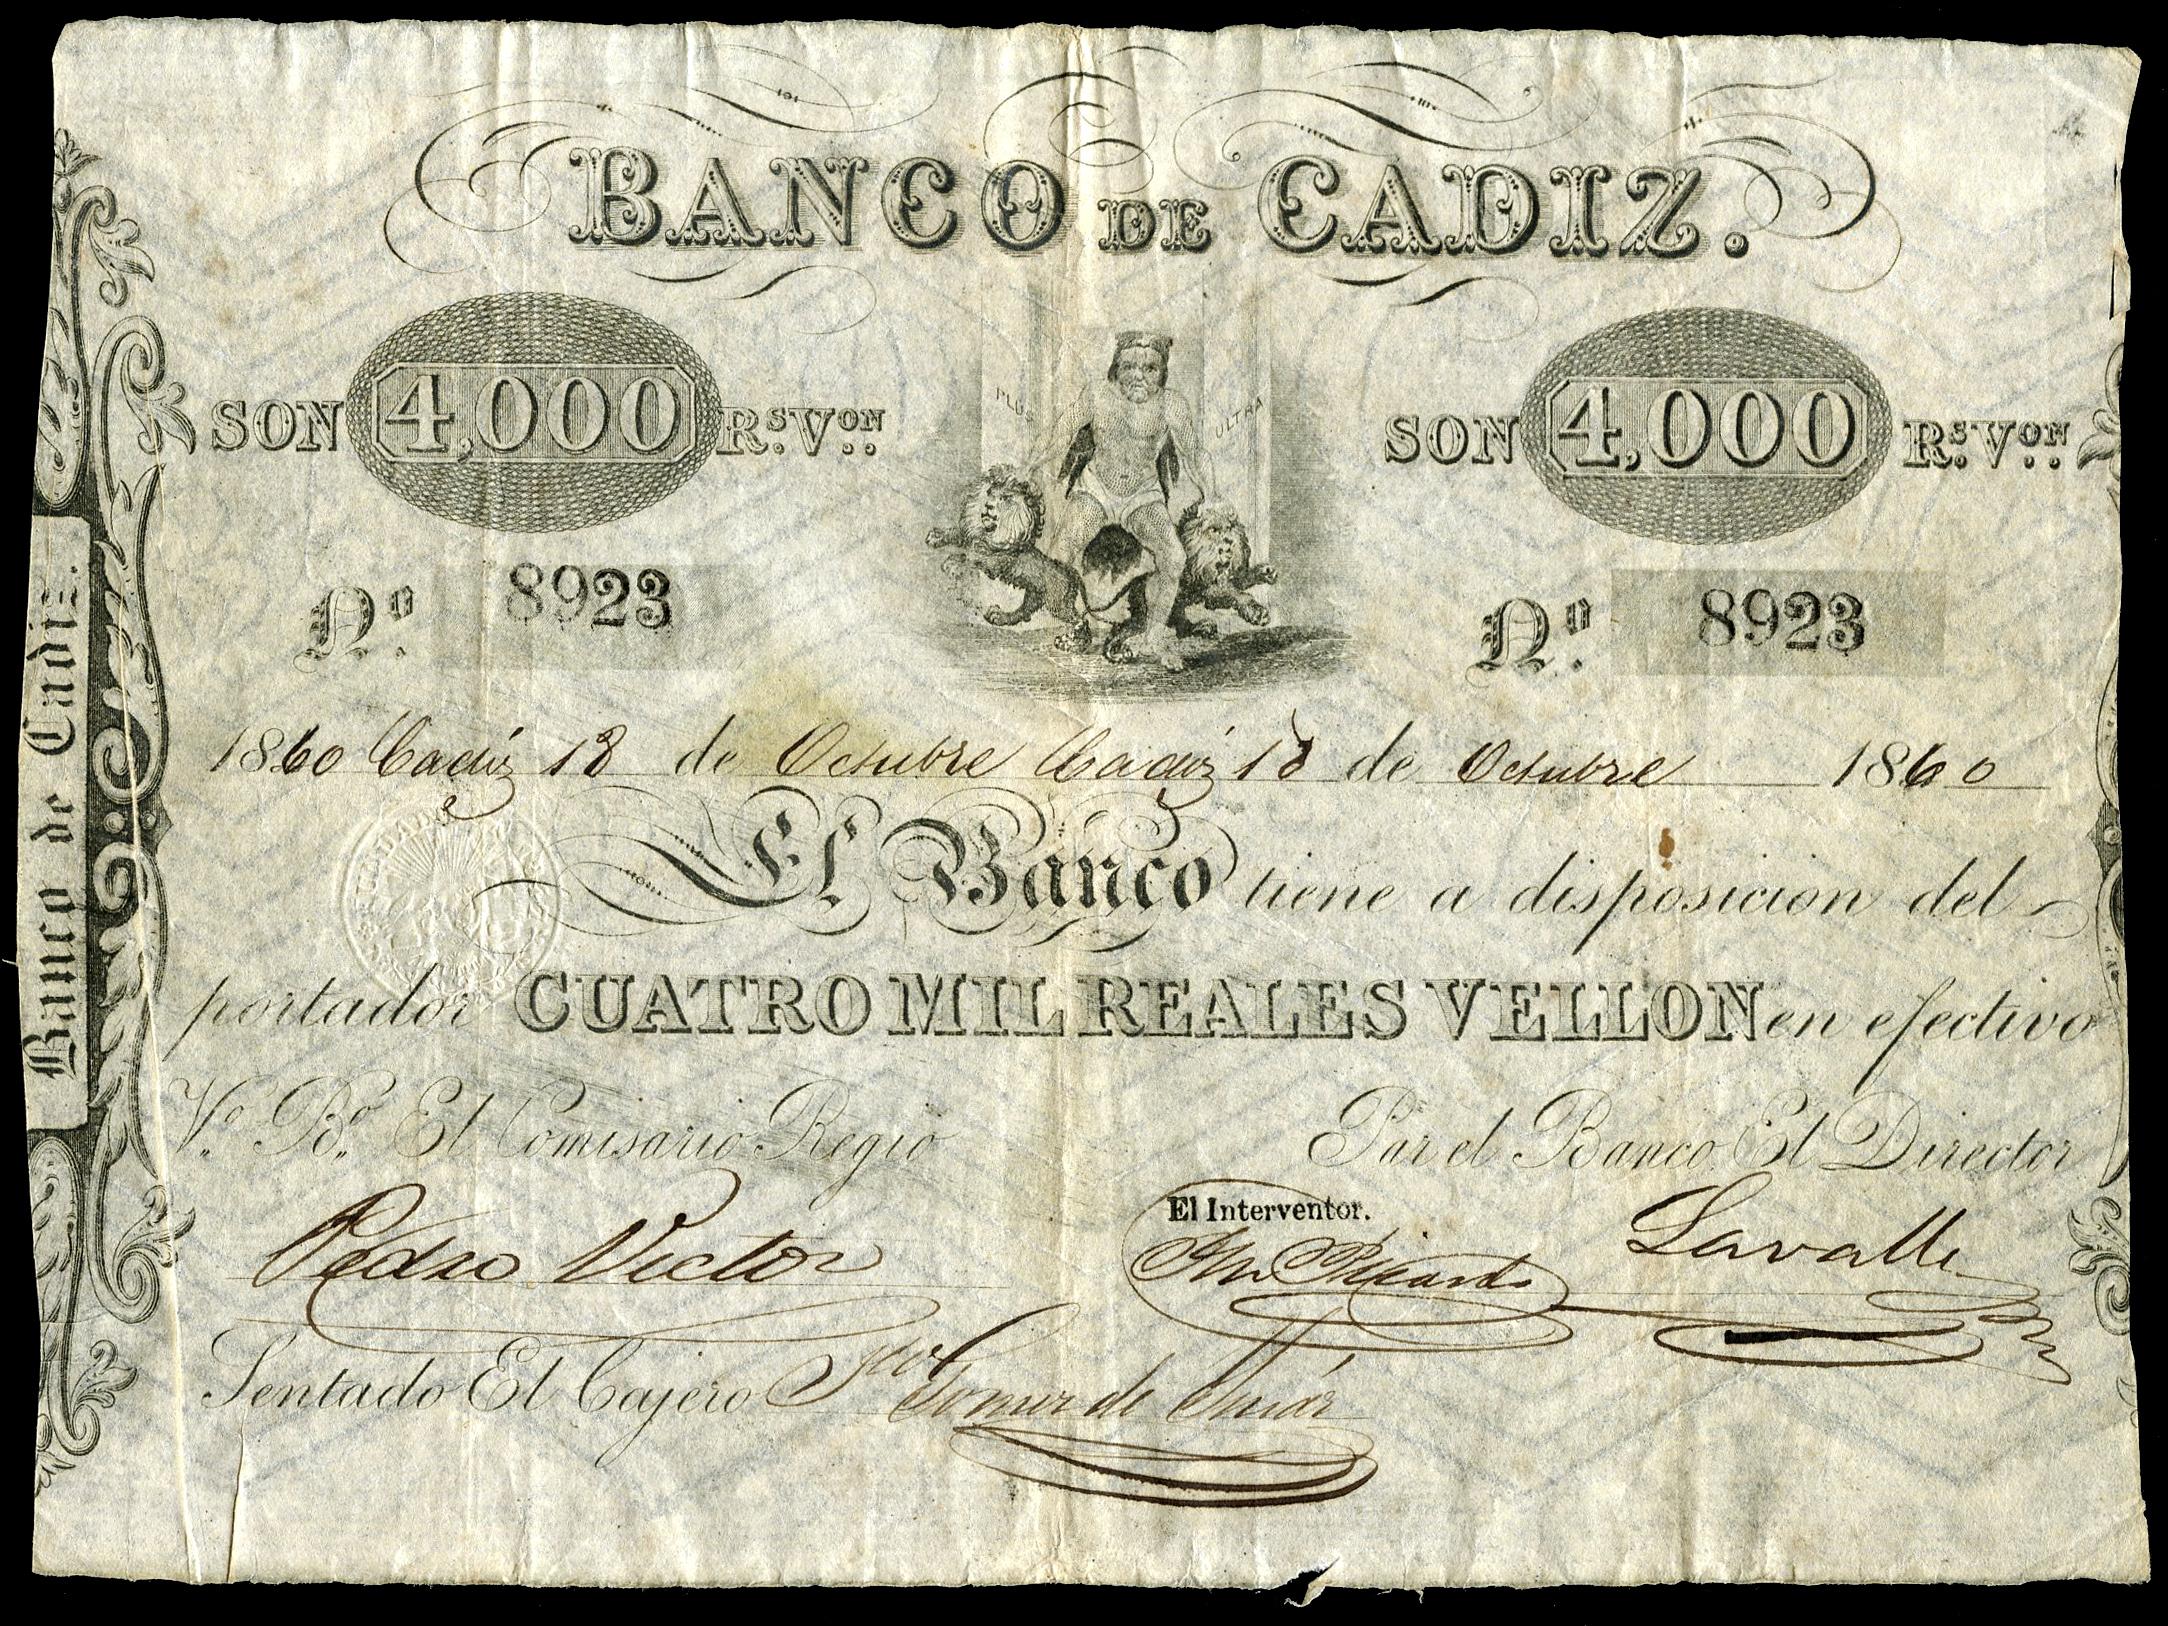 BANCO DE CADIZ.
SON 4,000 Rs. Von.
SON 4,000 Rs. Von.
PLUS ULTRA
No. 8923
No. 8923
1860 Cadiz 18 de Octubre Cadiz 18 de Octubre 1860
El Banco tiene a disposicion del
portador CUATRO MIL REALES VELLON en efectivo
Vo. Bo. El Comisario Regio
Por el Banco El Director
Pedro Victor
El Interventor.
Lavalle
Sentado El Cajero
Banco de Cadiz.